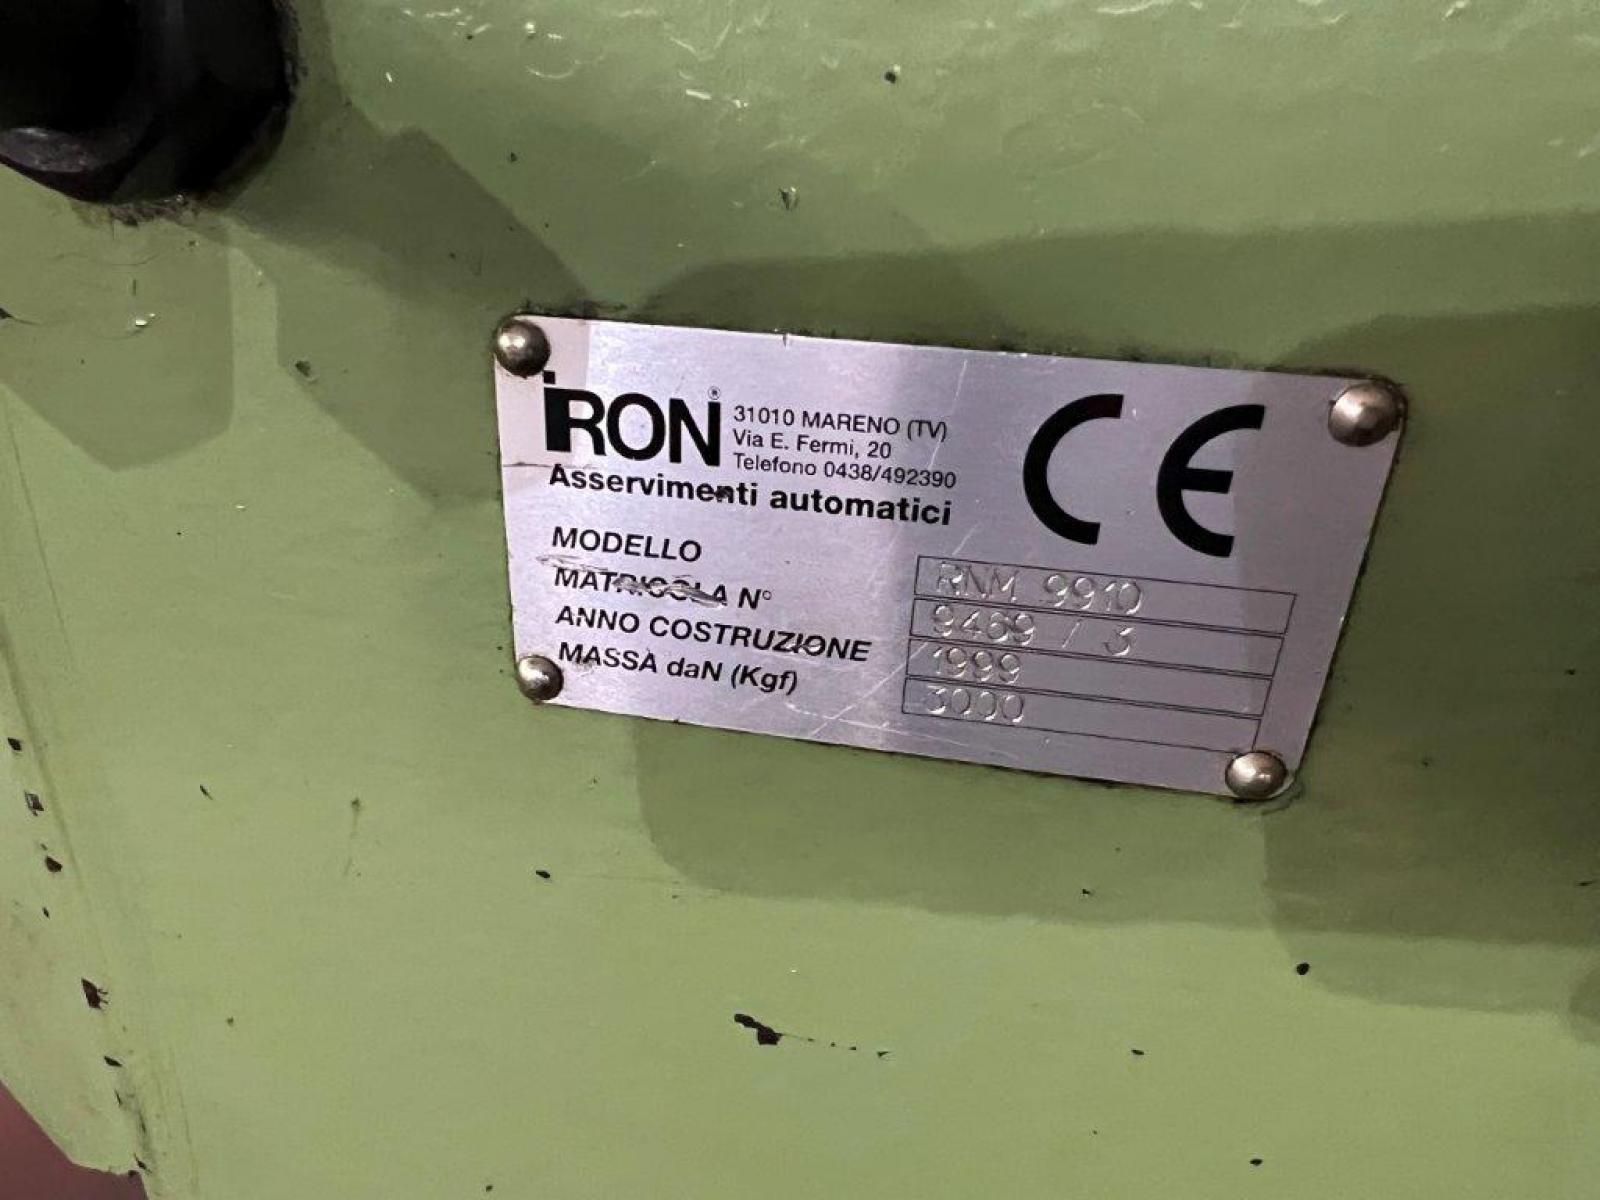 iRON®
31010 MARENO (TV)
Via E. Fermi, 20
Telefono 0438/492390
Asservimenti automatici
CE
MODELLO RNM 9910
MATRICOLA N° 9469 / 3
ANNO COSTRUZIONE 1999
MASSA daN (Kgf) 3000